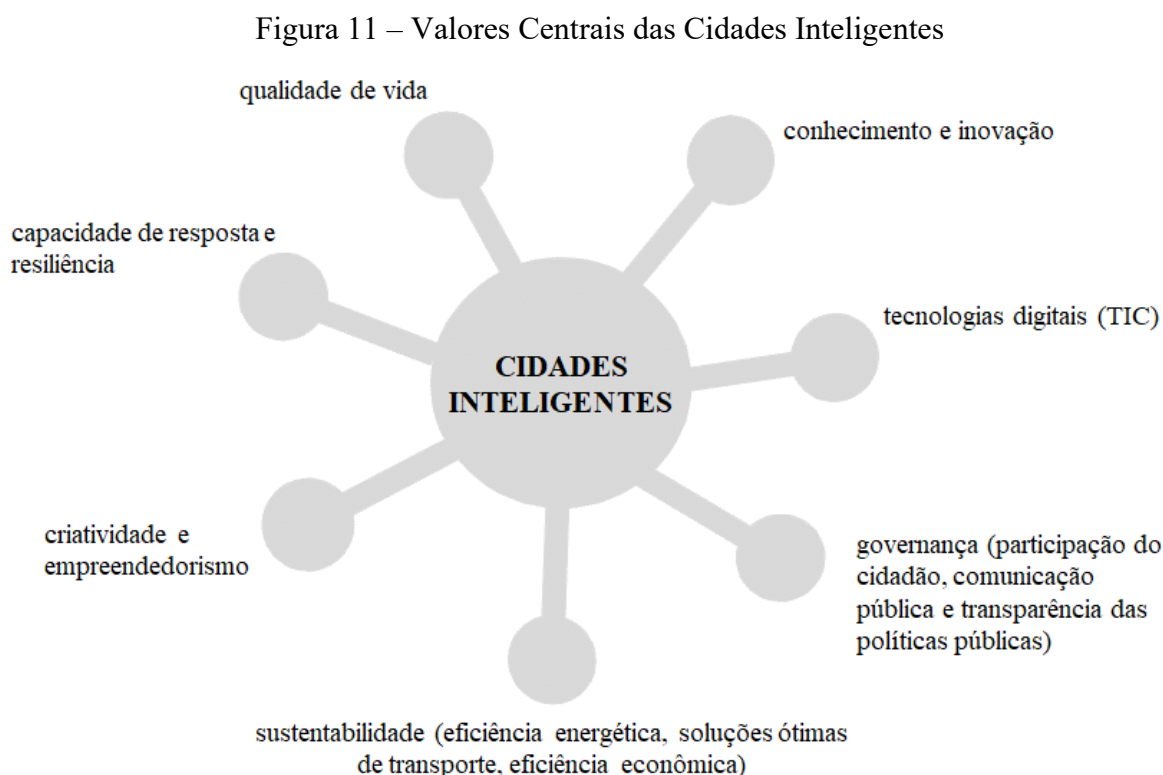 Figura 11 – Valores Centrais das Cidades Inteligentes
qualidade de vida
conhecimento e inovação
capacidade de resposta e
resiliência
tecnologias digitais (TIC)
CIDADES
INTELIGENTES
criatividade e
empreendedorismo
governança (participação do
cidadão, comunicação
pública e transparência das
políticas públicas)
sustentabilidade (eficiência energética, soluções ótimas
de transporte, eficiência econômica)